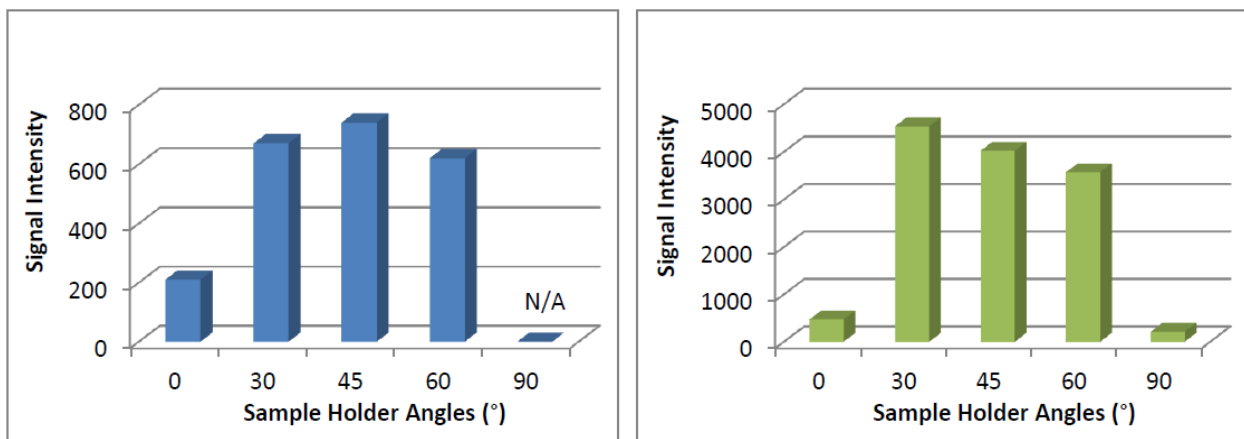 800
600
400
200
0
Signal Intensity
N/A
0 30 45 60 90
Sample Holder Angles (°)
5000
4000
3000
2000
1000
0
Signal Intensity
0 30 45 60 90
Sample Holder Angles (°)